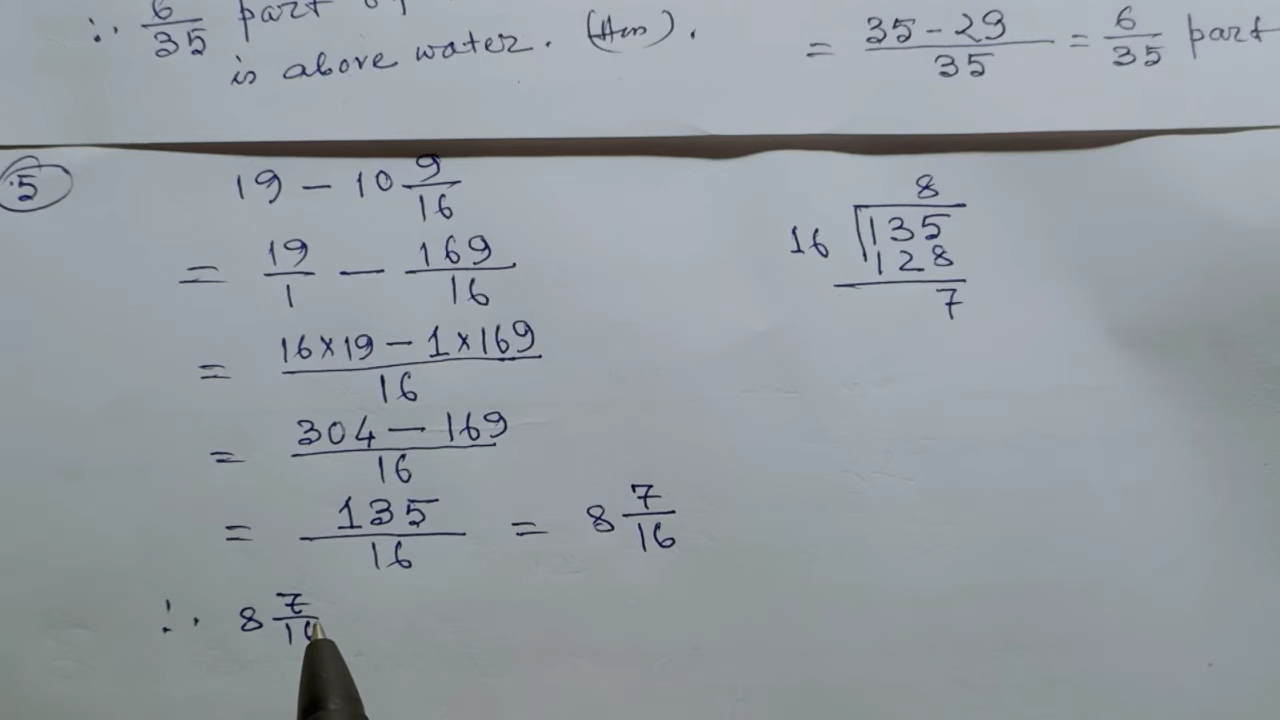 ∴ 6/35 part
is above water. (Ans).
= 35 - 29 / 35 = 6/35 part
5
19 - 10 9/16
= 19/1 - 169/16
= 16 × 19 - 1 × 169 / 16
= 304 - 169 / 16
= 135/16 = 8 7/16
∴ 8 7/16
8
16 135
128
7